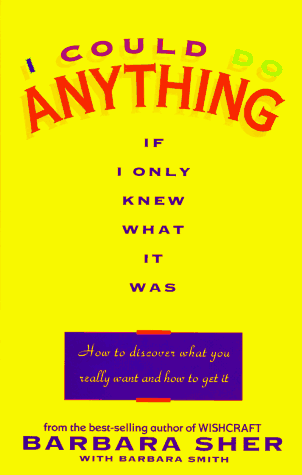 I COULD DO
ANYTHING
IF
I ONLY
KNEW
WHAT
IT
WAS
How to discover what you
really want and how to get it
from the best-selling author of WISHCRAFT
BARBARA SHER
WITH BARBARA SMITH